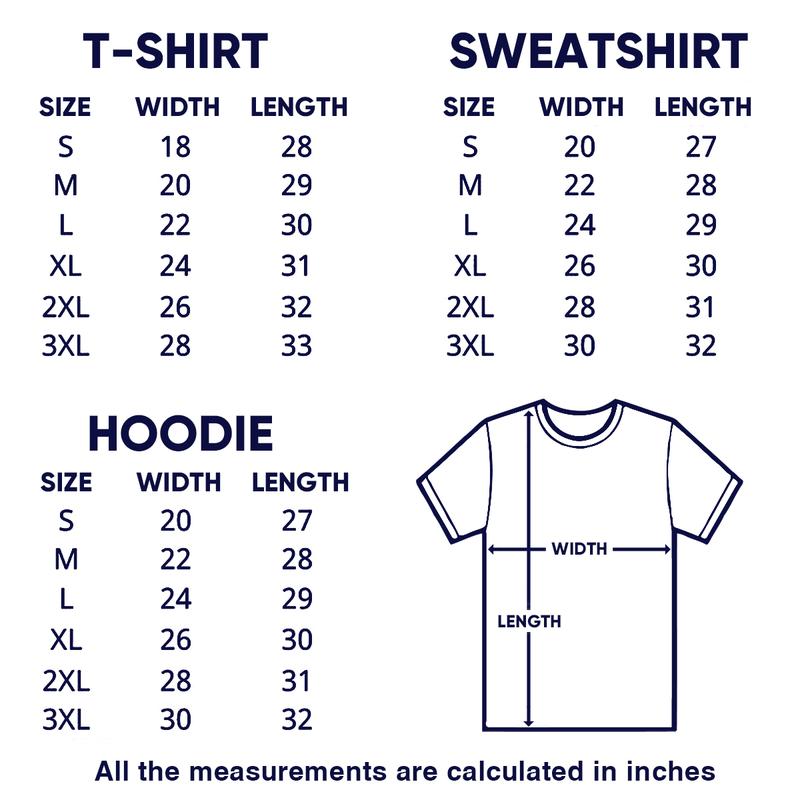 T-SHIRT
SIZE WIDTH LENGTH
S 18 28
M 20 29
L 22 30
XL 24 31
2XL 26 32
3XL 28 33
SWEATSHIRT
SIZE WIDTH LENGTH
S 20 27
M 22 28
L 24 29
XL 26 30
2XL 28 31
3XL 30 32
HOODIE
SIZE WIDTH LENGTH
S 20 27
M 22 28
L 24 29
XL 26 30
2XL 28 31
3XL 30 32
WIDTH
LENGTH
All the measurements are calculated in inches